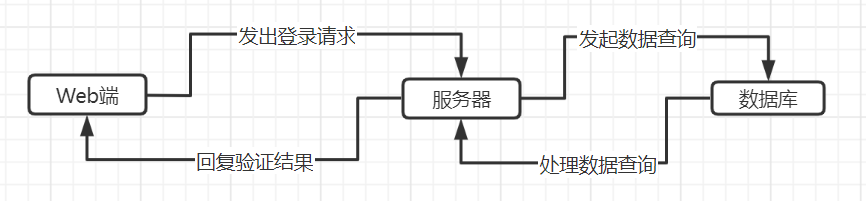 发出登录请求
发起数据查询
Web端
服务器
数据库
回复验证结果
处理数据查询